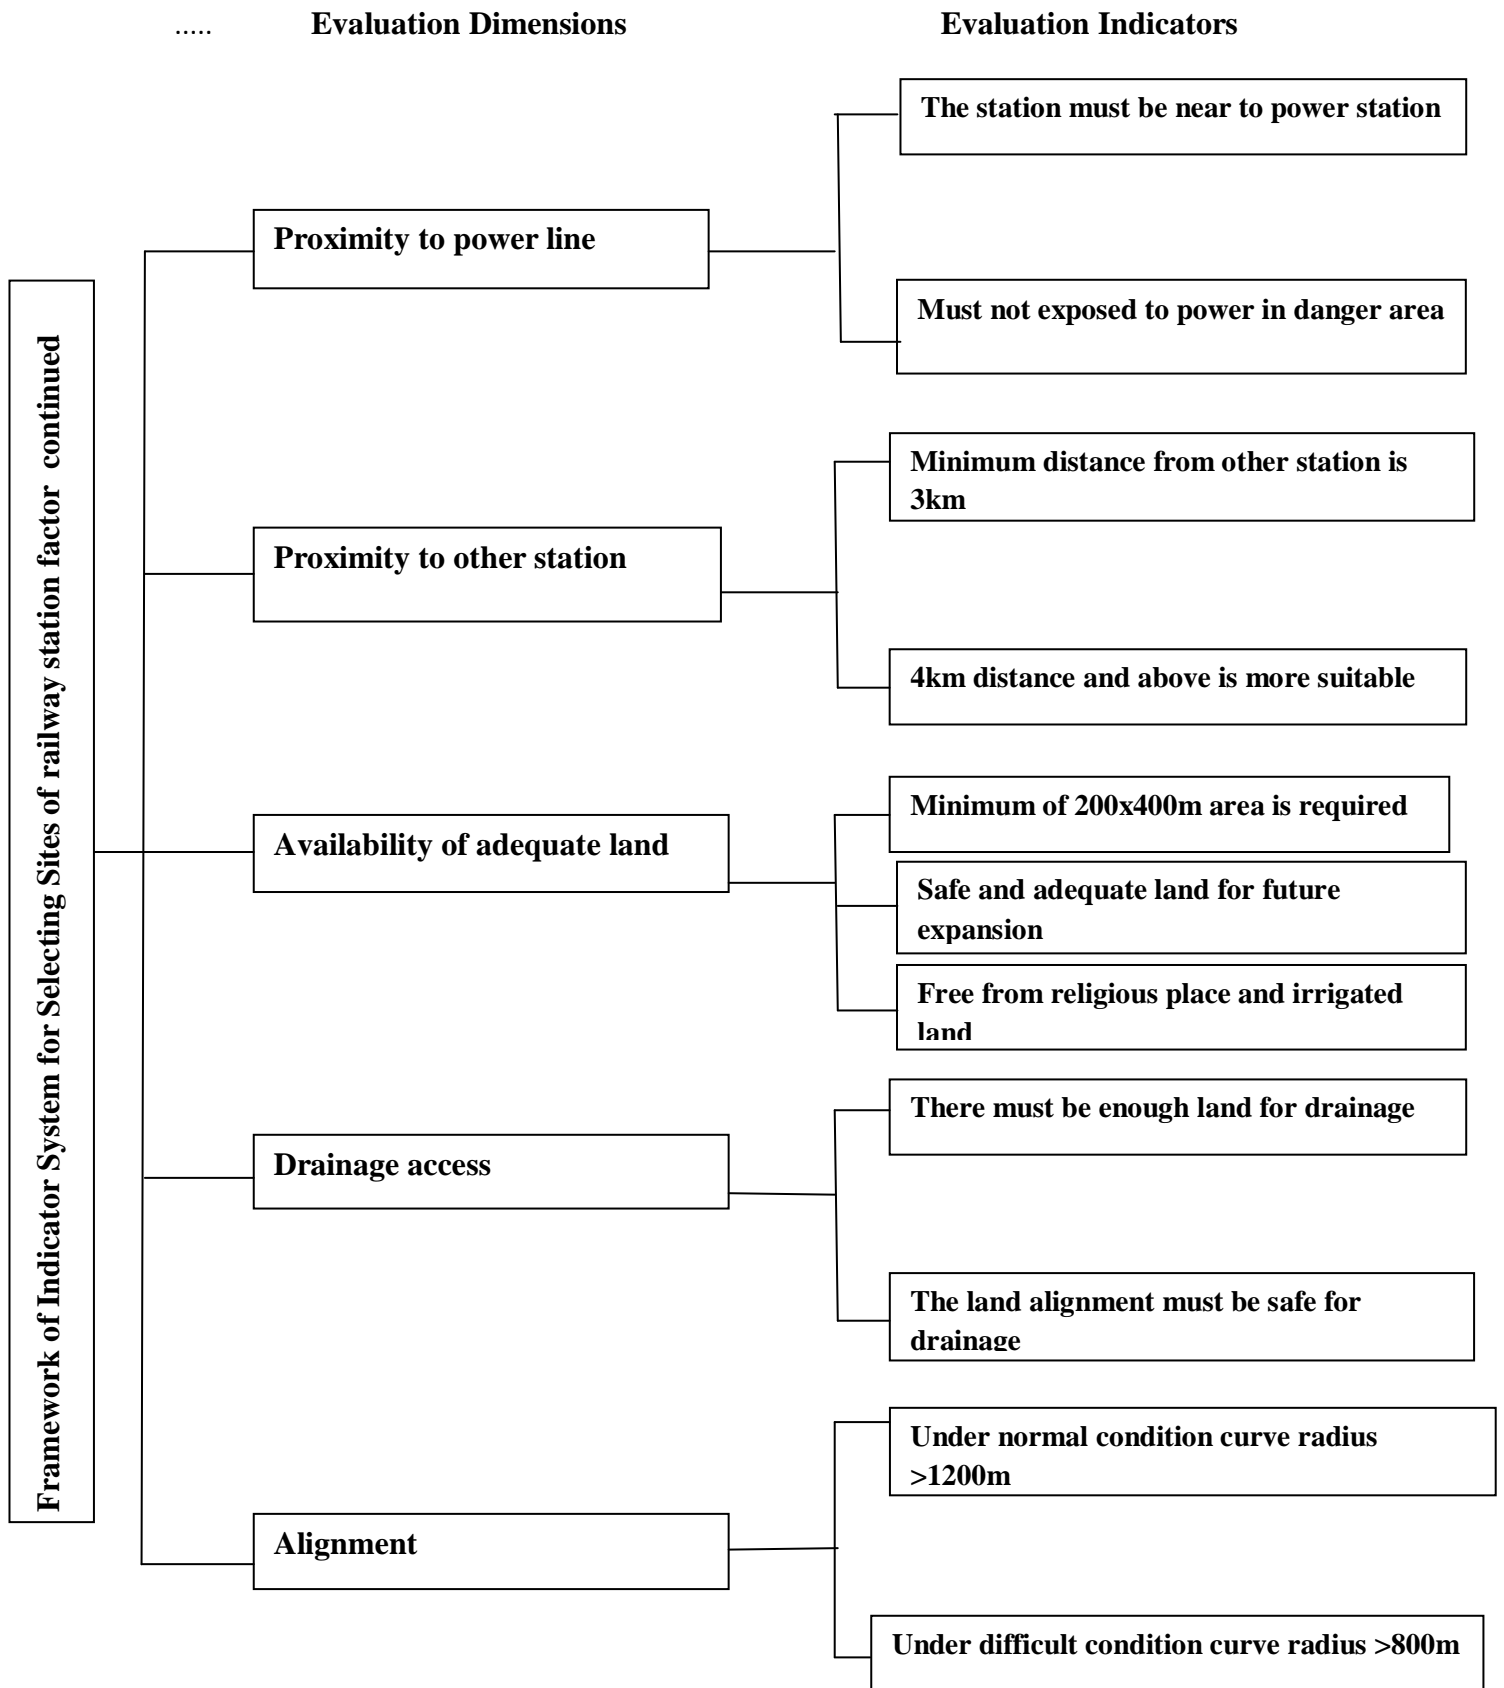 ..... Evaluation Dimensions Evaluation Indicators
The station must be near to power station
Proximity to power line
Must not exposed to power in danger area
Framework of Indicator System for Selecting Sites of railway station factor continued
Minimum distance from other station is
3km
Proximity to other station
4km distance and above is more suitable
Minimum of 200x400m area is required
Availability of adequate land
Safe and adequate land for future
expansion
Free from religious place and irrigated
land
There must be enough land for drainage
Drainage access
The land alignment must be safe for
drainage
Under normal condition curve radius
>1200m
Alignment
Under difficult condition curve radius >800m